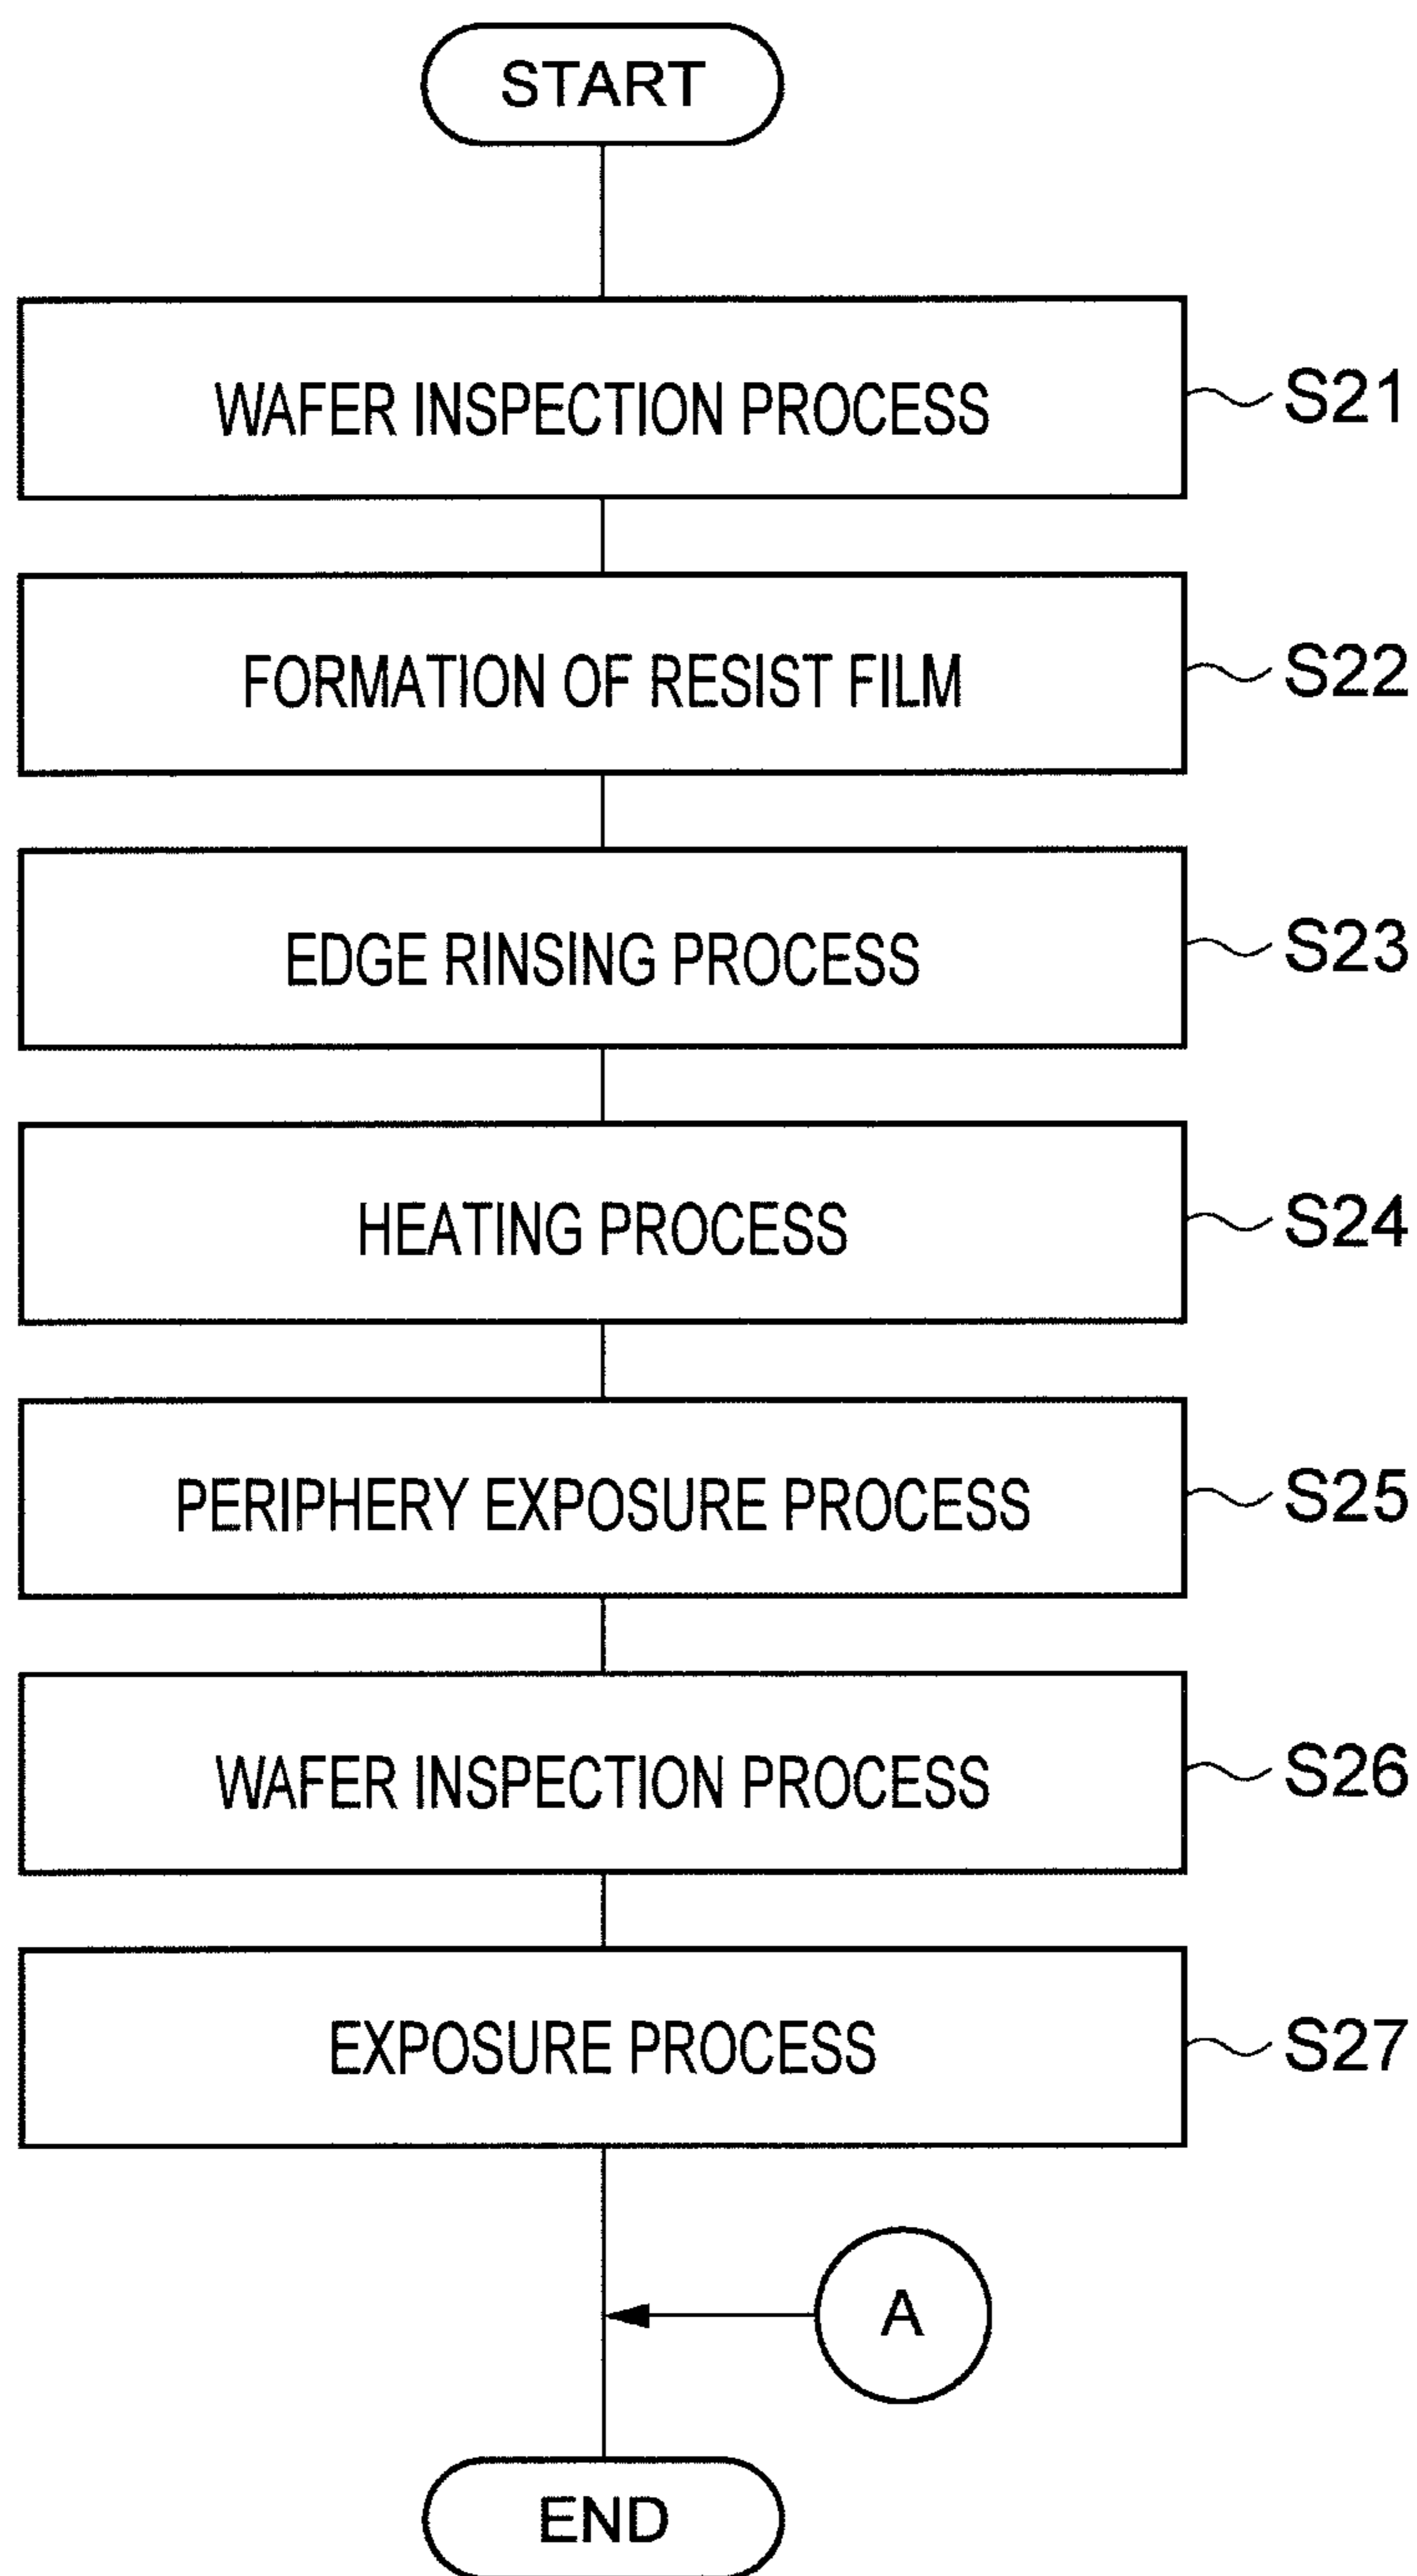 START
WAFER INSPECTION PROCESS
S21
FORMATION OF RESIST FILM
S22
EDGE RINSING PROCESS
S23
HEATING PROCESS
S24
PERIPHERY EXPOSURE PROCESS
S25
WAFER INSPECTION PROCESS
S26
EXPOSURE PROCESS
S27
A
END